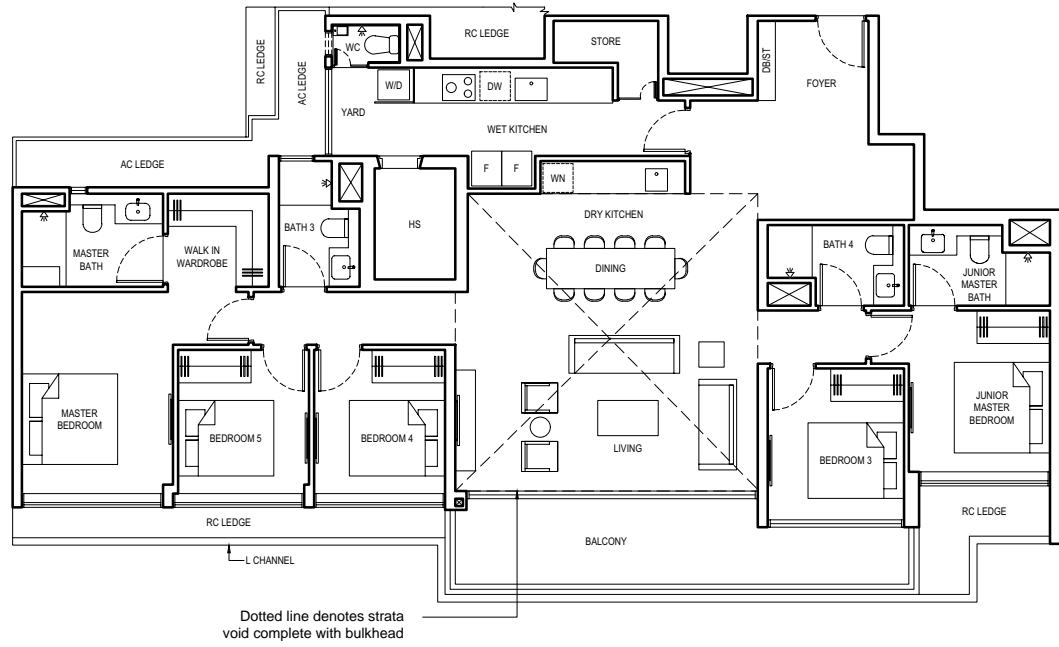 RC LEDGE
AC LEDGE
WC
RC LEDGE
STORE
DB/ST
FOYER
W/D
DW
YARD
WET KITCHEN
AC LEDGE
F
F
WN
MASTER
BATH
WALK IN
WARDROBE
BATH 3
HS
DRY KITCHEN
DINING
BATH 4
JUNIOR
MASTER
BATH
MASTER
BEDROOM
BEDROOM 5
BEDROOM 4
LIVING
BEDROOM 3
JUNIOR
MASTER
BEDROOM
RC LEDGE
RC LEDGE
BALCONY
L CHANNEL
Dotted line denotes strata
void complete with bulkhead